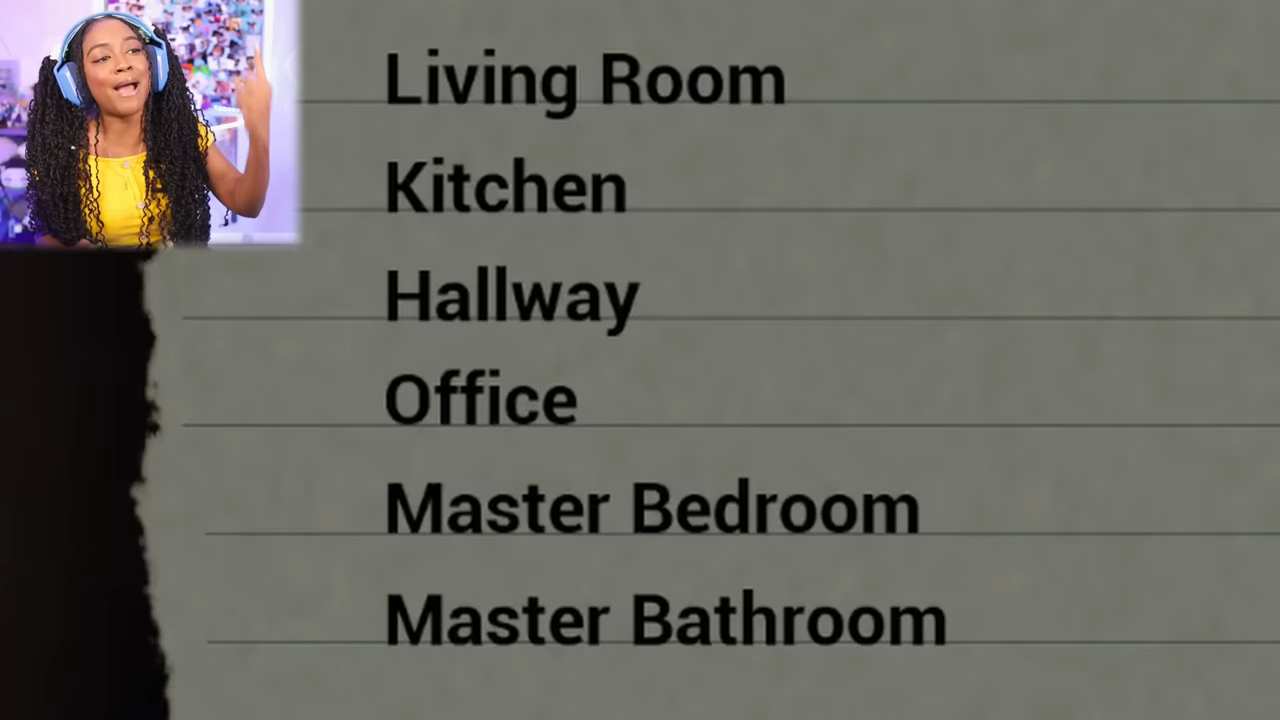 Living Room
Kitchen
Hallway
Office
Master Bedroom
Master Bathroom